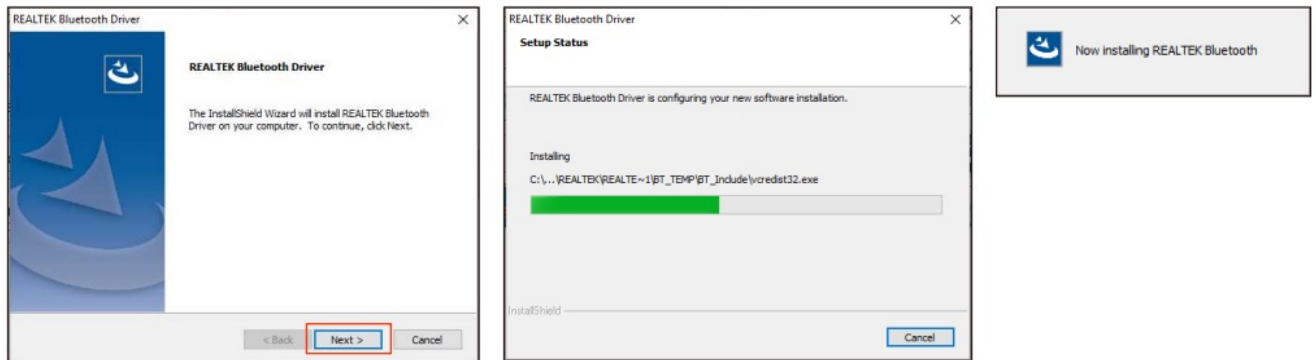 REALTEK Bluetooth Driver
REALTEK Bluetooth Driver
The InstallShield Wizard will install REALTEK Bluetooth
Driver on your computer. To continue, click Next.
< Back
Next >
Cancel
REALTEK Bluetooth Driver
Setup Status
REALTEK Bluetooth Driver is configuring your new software installation.
Installing
C:\...\REALTEK\REALTE~1\BT_TEMP\BT_Include\vcredist32.exe
InstallShield
Cancel
Now installing REALTEK Bluetooth